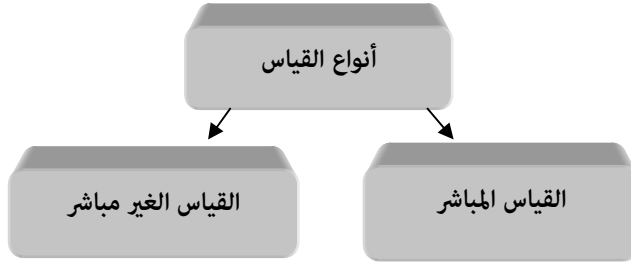 أنواع القياس
القياس المباشر
القياس الغير مباشر